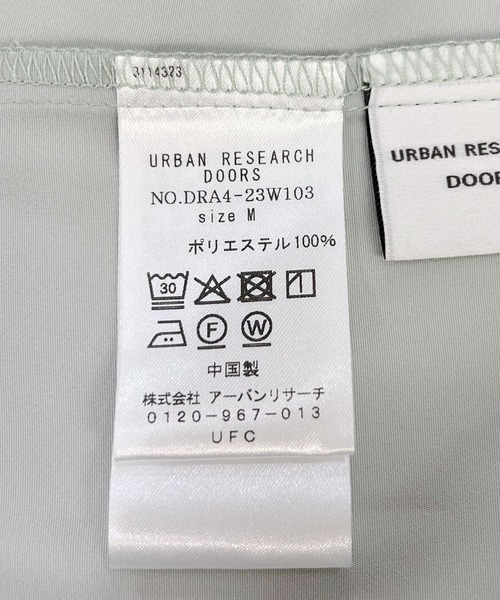 3114373
URBAN RESEARCH
DOORS
NO.DRA4-23W103
size M
ポリエステル100%
30
F W
中国製
株式会社 アーバンリサーチ
0120-967-013
UFC
URBAN RES
DOOR